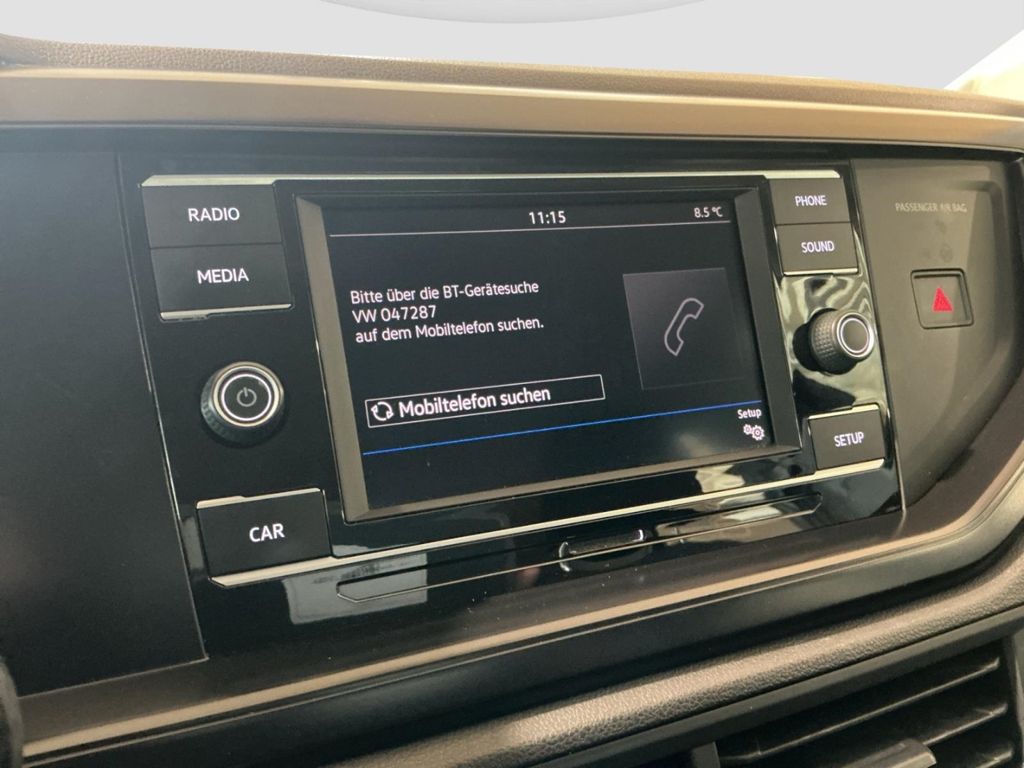 RADIO
MEDIA
CAR
11:15
8.5 °C
Bitte über die BT-Gerätesuche
VW 047287
auf dem Mobiltelefon suchen.
Mobiltelefon suchen
Setup
PHONE
SOUND
SETUP
PASSENGER AIR BAG